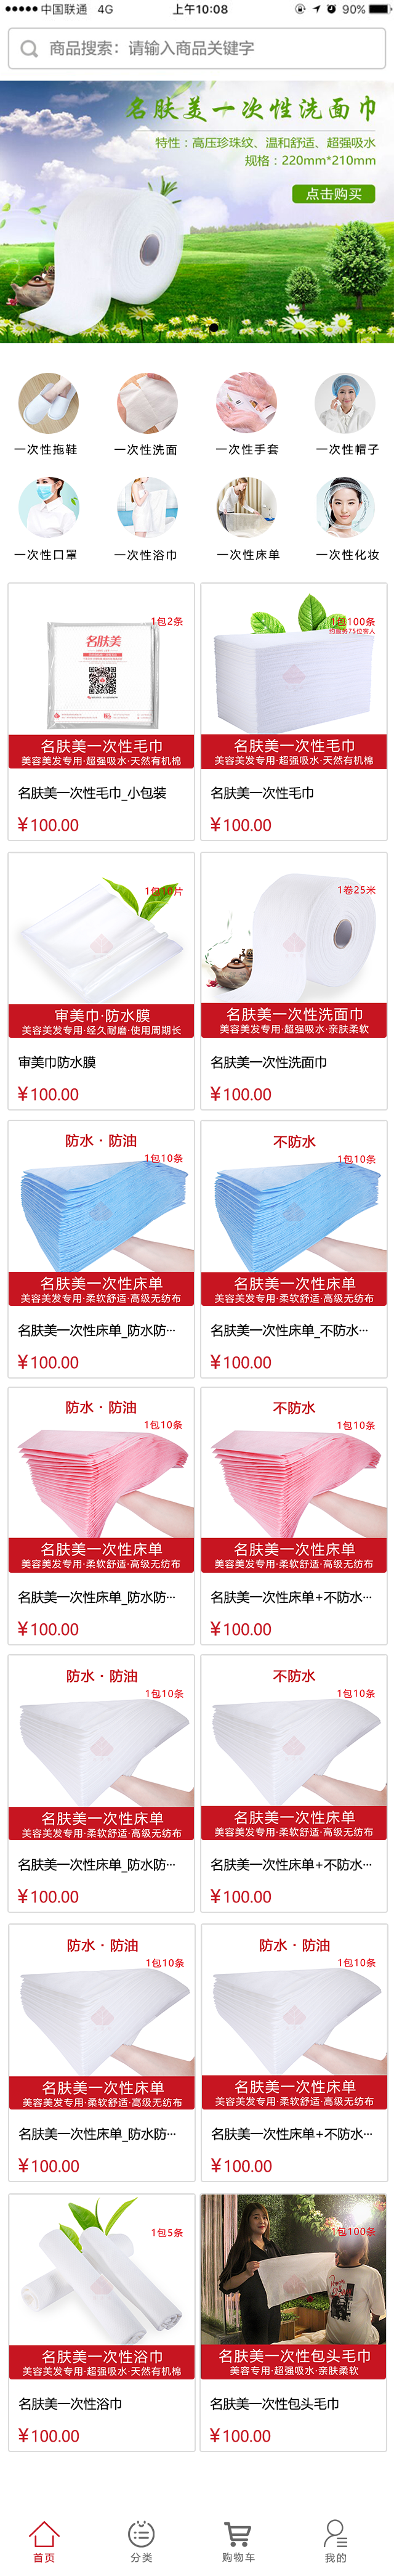 中国联通 4G 上午10:08 90%
商品搜索：请输入商品关键字
名肤美一次性洗面巾
特性：高压珍珠纹、温和舒适、超强吸水
规格：220mm*210mm
点击购买
一次性拖鞋 一次性洗面 一次性手套 一次性帽子
一次性口罩 一次性浴巾 一次性床单 一次性化妆
1包2条
名肤美
名肤美一次性毛巾
美容美发专用·超强吸水·天然有机棉
名肤美一次性毛巾_小包装
¥100.00
1包100条
约服务75位客人
名肤美一次性毛巾
美容美发专用·超强吸水·天然有机棉
名肤美一次性毛巾
¥100.00
1包10片
审美巾·防水膜
美容美发专用·经久耐磨·使用周期长
审美巾防水膜
¥100.00
1卷25米
名肤美一次性洗面巾
美容美发专用·超强吸水·亲肤柔软
名肤美一次性洗面巾
¥100.00
防水·防油
1包10条
名肤美一次性床单
美容美发专用·柔软舒适·高级无纺布
名肤美一次性床单_防水防···
¥100.00
不防水
1包10条
名肤美一次性床单
美容美发专用·柔软舒适·高级无纺布
名肤美一次性床单_不防水···
¥100.00
防水·防油
1包10条
名肤美一次性床单
美容美发专用·柔软舒适·高级无纺布
名肤美一次性床单_防水防···
¥100.00
不防水
1包10条
名肤美一次性床单
美容美发专用·柔软舒适·高级无纺布
名肤美一次性床单+不防水···
¥100.00
防水·防油
1包10条
名肤美一次性床单
美容美发专用·柔软舒适·高级无纺布
名肤美一次性床单_防水防···
¥100.00
不防水
1包10条
名肤美一次性床单
美容美发专用·柔软舒适·高级无纺布
名肤美一次性床单+不防水···
¥100.00
防水·防油
1包10条
名肤美一次性床单
美容美发专用·柔软舒适·高级无纺布
名肤美一次性床单_防水防···
¥100.00
防水·防油
1包10条
名肤美一次性床单
美容美发专用·柔软舒适·高级无纺布
名肤美一次性床单+不防水···
¥100.00
1包5条
名肤美一次性浴巾
美容美发专用·超强吸水·天然有机棉
名肤美一次性浴巾
¥100.00
1包100条
名肤美一次性包头毛巾
美容专用·超强吸水·亲肤柔软
名肤美一次性包头毛巾
¥100.00
首页 分类 购物车 我的